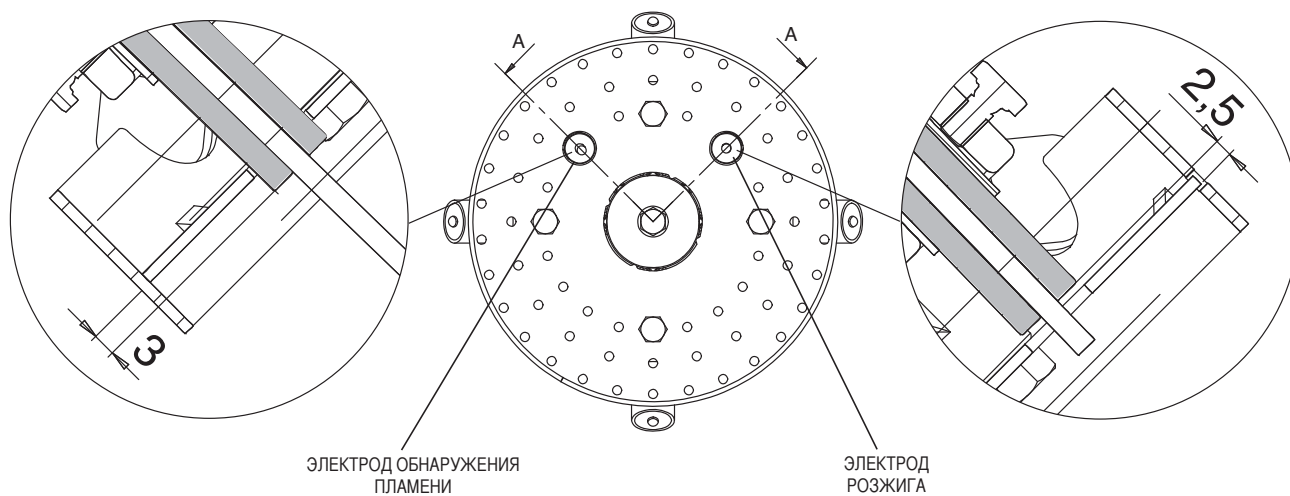 A
A
2,5
3
ЭЛЕКТРОД ОБНАРУЖЕНИЯ
ПЛАМЕНИ
ЭЛЕКТРОД
РОЗЖИГА